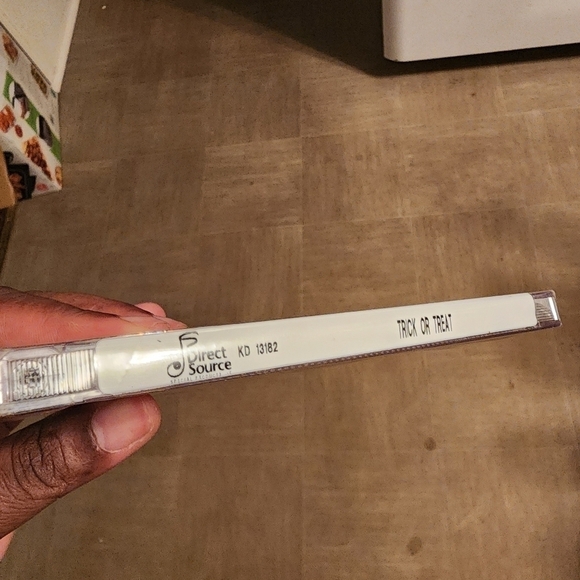 Direct
Source
KD 13182
TRICK OR TREAT